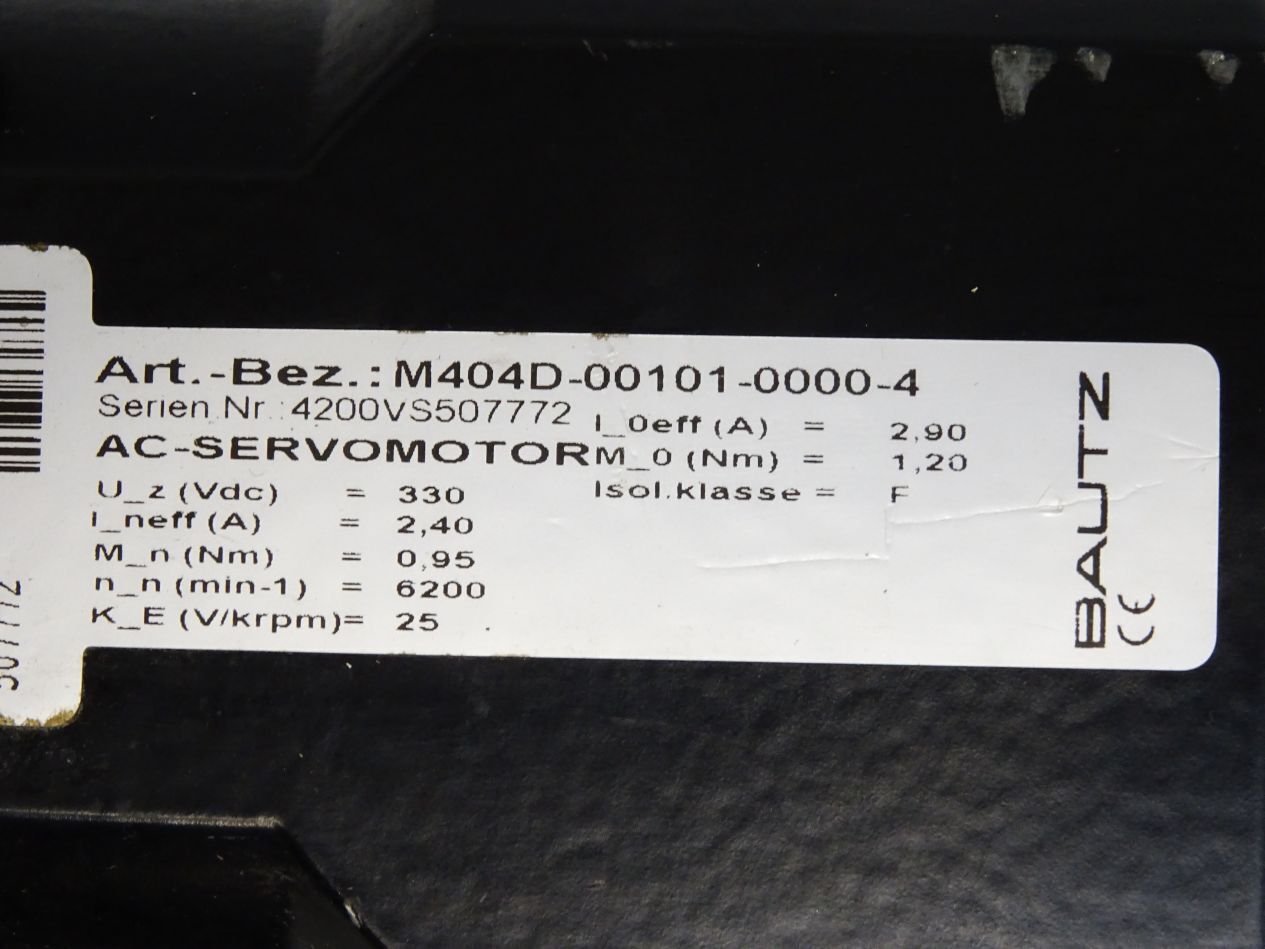 Art.-Bez.: M404D-00101-0000-4
Serien Nr.: 4200VS507772
I_0eff (A) = 2,90
AC-SERVOMOTOR
M_0 (Nm) = 1,20
U_z (Vdc) = 330
Isol.klasse = F
I_neff (A) = 2,40
M_n (Nm) = 0,95
n_n (min-1) = 6200
K_E (V/krpm)= 25
BAUTZ
CE
507772